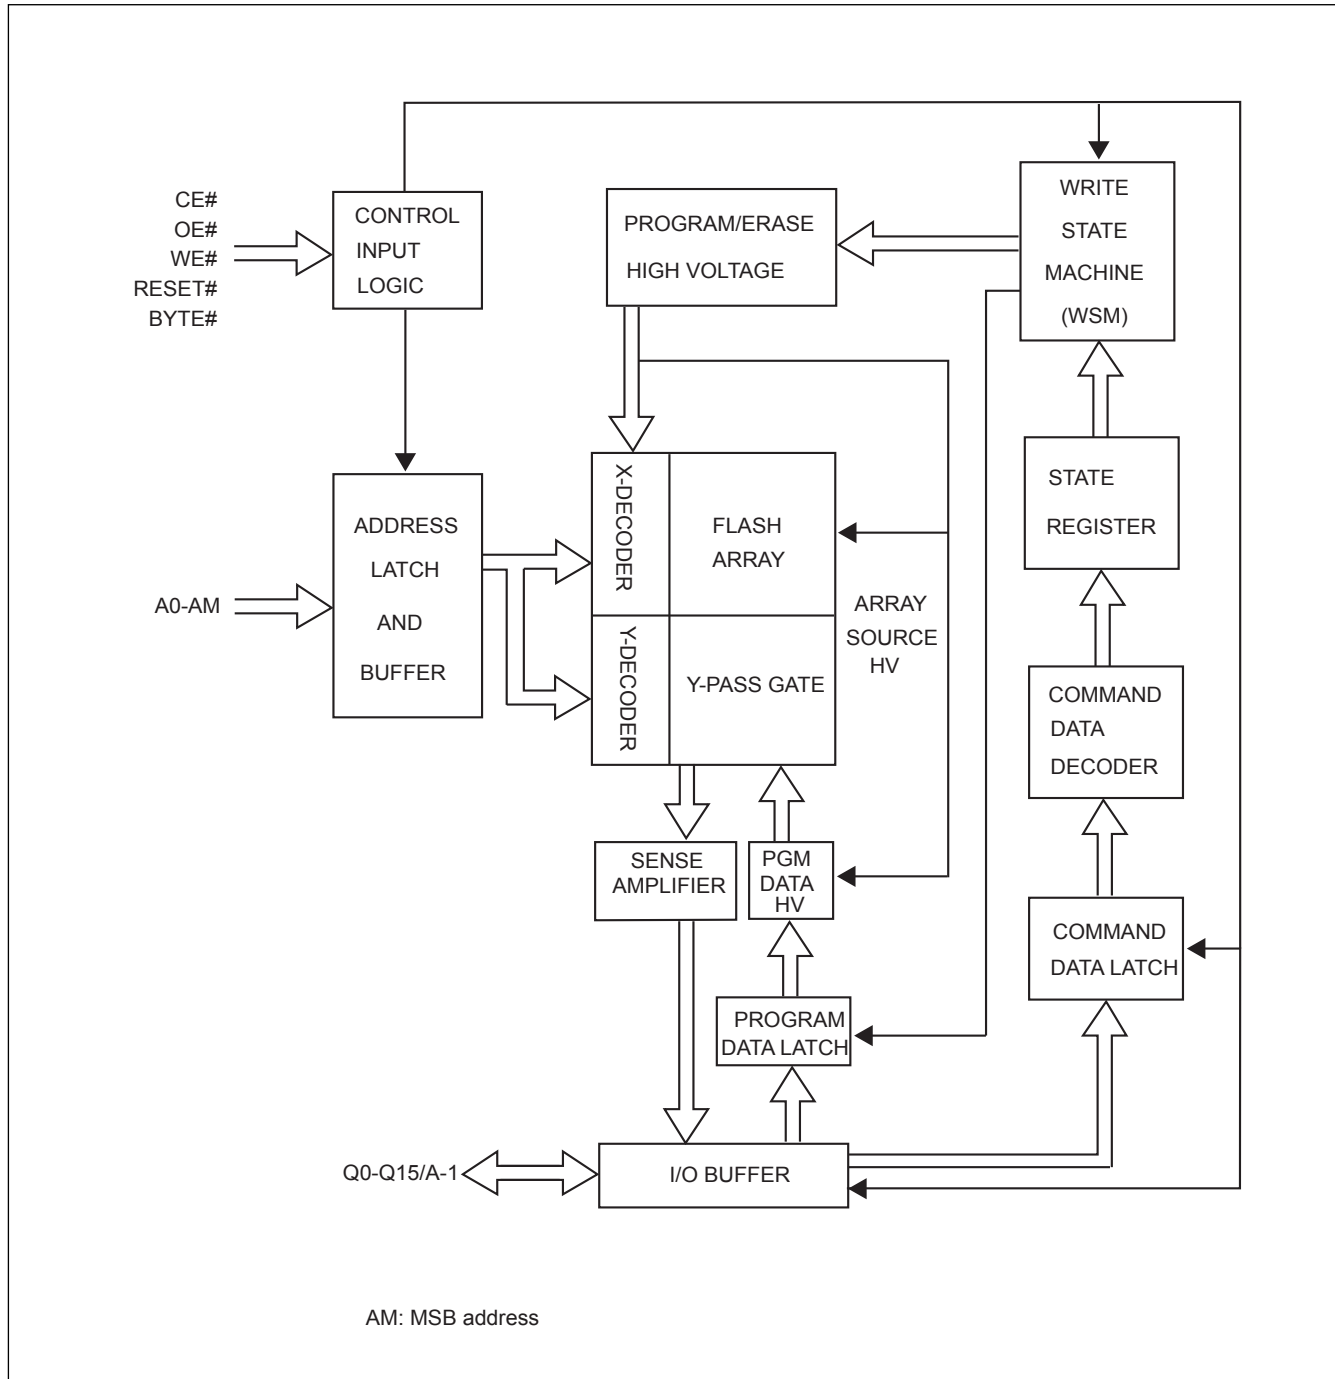 CE#
OE#
WE#
RESET#
BYTE#
CONTROL
INPUT
LOGIC
PROGRAM/ERASE
HIGH VOLTAGE
WRITE
STATE
MACHINE
(WSM)
STATE
REGISTER
A0-AM
ADDRESS
LATCH
AND
BUFFER
X-DECODER
FLASH
ARRAY
Y-DECODER
Y-PASS GATE
ARRAY
SOURCE
HV
COMMAND
DATA
DECODER
SENSE
AMPLIFIER
PGM
DATA
HV
COMMAND
DATA LATCH
PROGRAM
DATA LATCH
Q0-Q15/A-1
I/O BUFFER
AM: MSB address